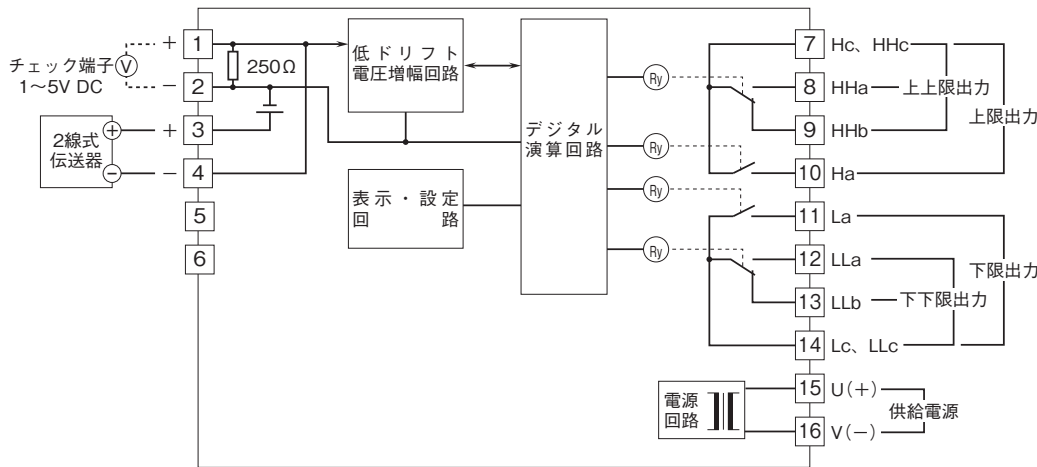 チェック端子
1〜5V DC
V
+
−
1
2
3
4
5
6
250Ω
+
−
2線式
伝送器
+
−
低ドリフト
電圧増幅回路
表示・設定
回 路
デジタル
演算回路
Ry
Ry
Ry
Ry
7 Hc、HHc
8 HHa
9 HHb
10 Ha
11 La
12 LLa
13 LLb
14 Lc、LLc
15 U(+)
16 V(−)
上上限出力
上限出力
下限出力
下下限出力
電源
回路
供給電源